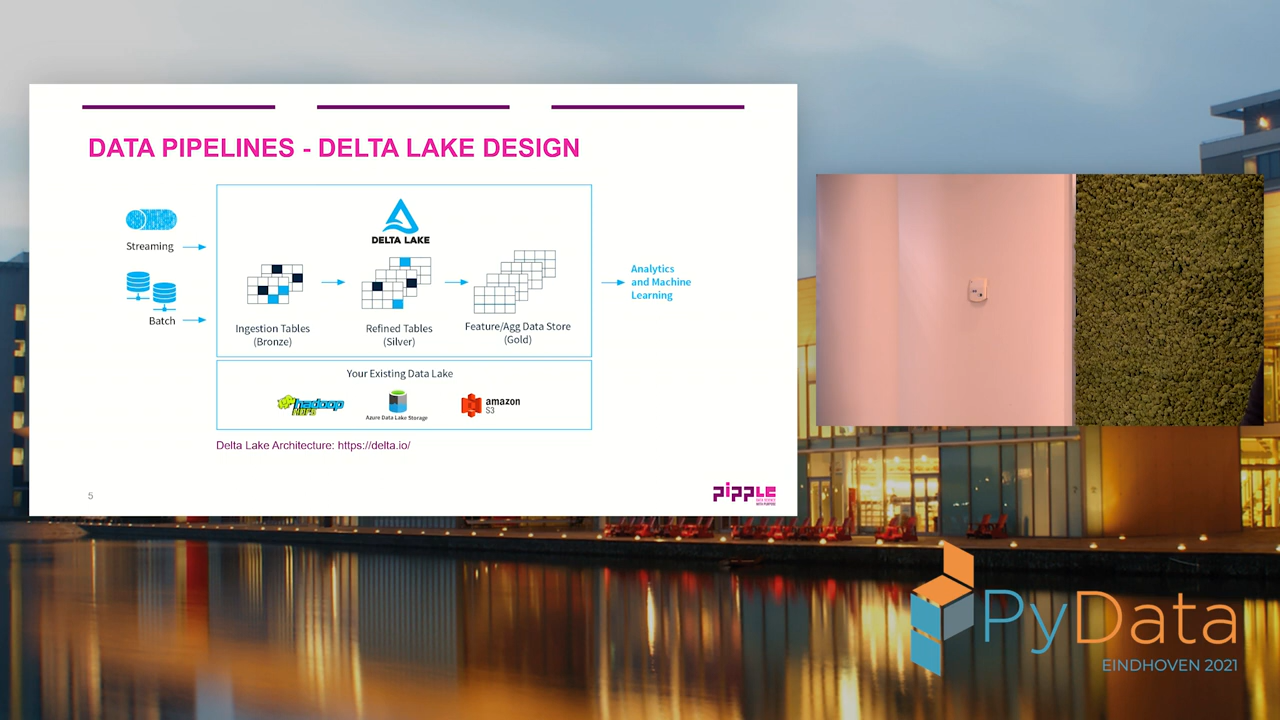 DATA PIPELINES - DELTA LAKE DESIGN
Streaming
Batch
DELTA LAKE
Ingestion Tables
(Bronze)
Refined Tables
(Silver)
Feature/Agg Data Store
(Gold)
Analytics
and Machine
Learning
Your Existing Data Lake
hadoop
HDFS
Azure Data Lake Storage
amazon
S3
Delta Lake Architecture: https://delta.io/
5
pipple
PyData
EINDHOVEN 2021